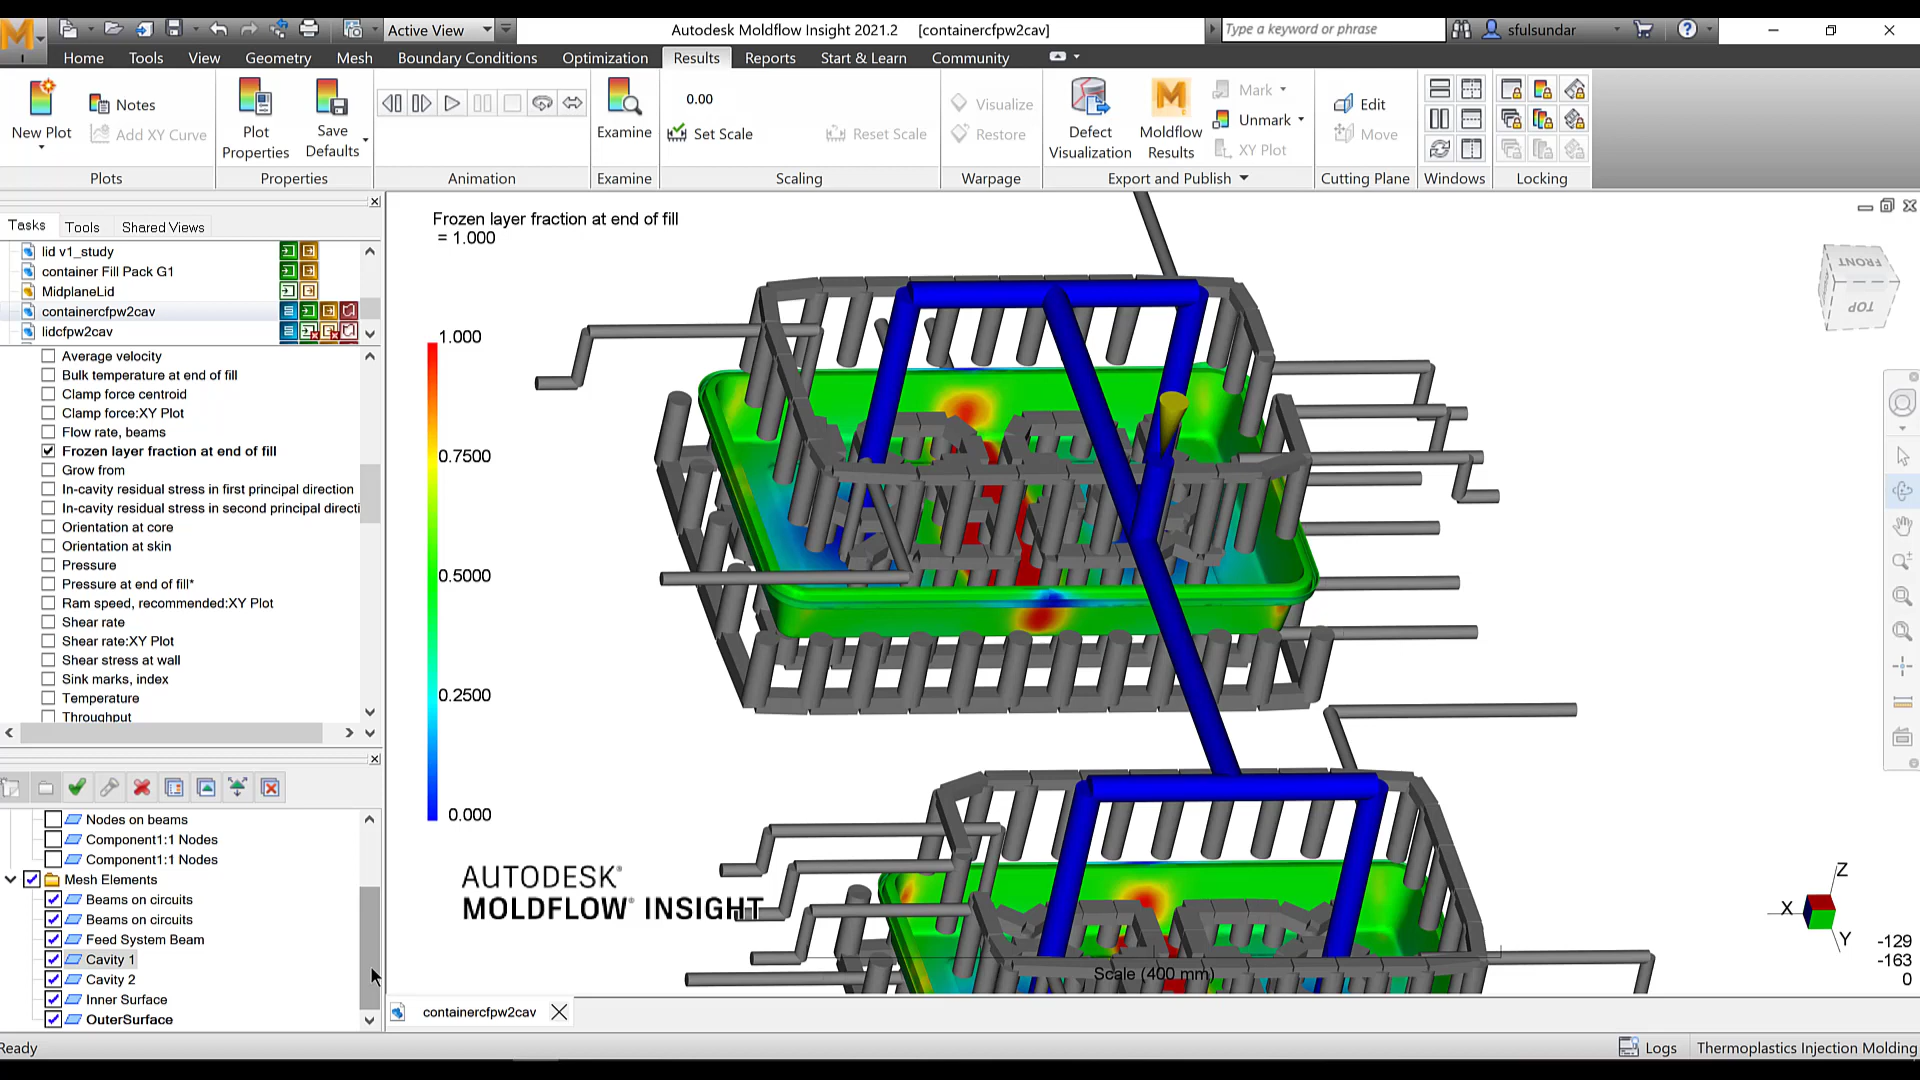 Active View
Autodesk Moldflow Insight 2021.2 [containercfpw2cav]
Type a keyword or phrase
sfulsundar
Home Tools View Geometry Mesh Boundary Conditions Optimization Results Reports Start & Learn Community
New Plot
Notes
Add XY Curve
Plots
Plot Properties
Save Defaults
Properties
Animation
Examine
Examine
0.00
Set Scale
Reset Scale
Scaling
Visualize
Restore
Warpage
Defect Visualization
Moldflow Results
Mark
Unmark
XY Plot
Export and Publish
Edit
Move
Cutting Plane
Windows
Locking
Tasks Tools Shared Views
lid v1_study
container Fill Pack G1
MidplaneLid
containercfpw2cav
lidcfpw2cav
Average velocity
Bulk temperature at end of fill
Clamp force centroid
Clamp force:XY Plot
Flow rate, beams
Frozen layer fraction at end of fill
Grow from
In-cavity residual stress in first principal direction
In-cavity residual stress in second principal directi
Orientation at core
Orientation at skin
Pressure
Pressure at end of fill*
Ram speed, recommended:XY Plot
Shear rate
Shear rate:XY Plot
Shear stress at wall
Sink marks, index
Temperature
Throughput
Nodes on beams
Component1:1 Nodes
Component1:1 Nodes
Mesh Elements
Beams on circuits
Beams on circuits
Feed System Beam
Cavity 1
Cavity 2
Inner Surface
OuterSurface
Frozen layer fraction at end of fill
= 1.000
1.000
0.7500
0.5000
0.2500
0.000
FRONT
TOP
AUTODESK®
MOLDFLOW® INSIGHT
Scale (400 mm)
Z
X
Y
-129
-163
0
containercfpw2cav
Ready
Logs
Thermoplastics Injection Molding